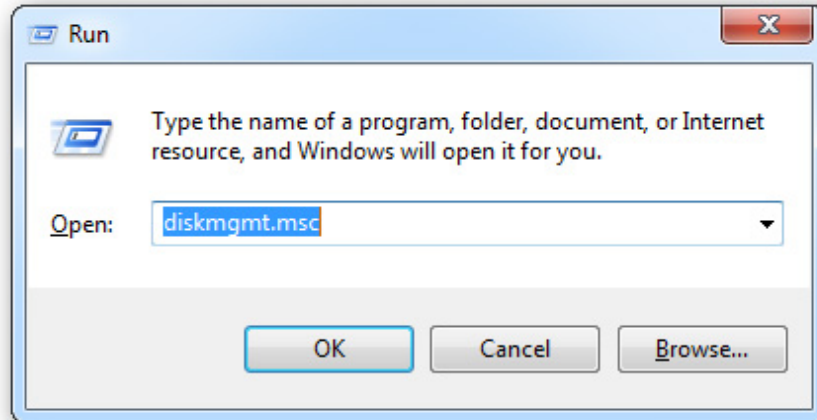 Run
Type the name of a program, folder, document, or Internet
resource, and Windows will open it for you.
Open: diskmgmt.msc
OK Cancel Browse...